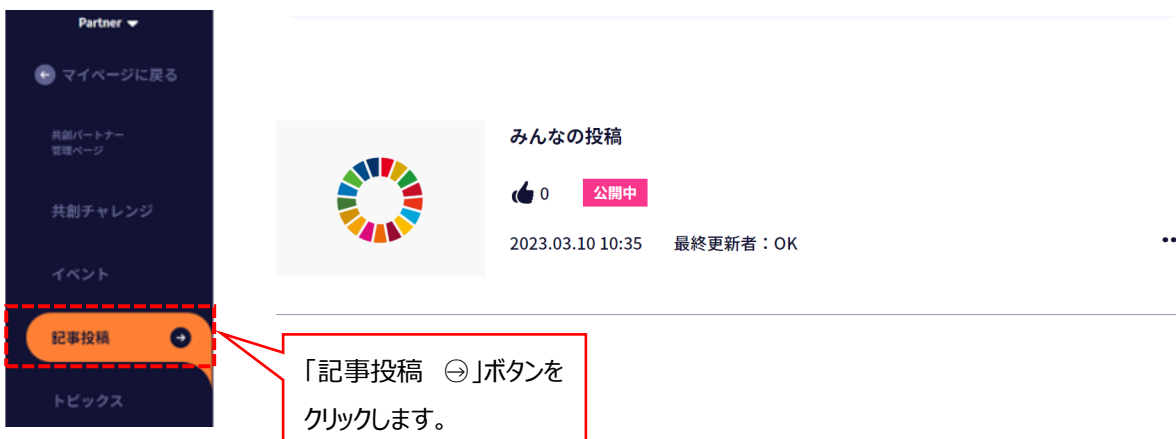 Partner
マイページに戻る
共創パートナー
管理ページ
共創チャレンジ
イベント
記事投稿
トピックス
みんなの投稿
0 公開中
2023.03.10 10:35 最終更新者：OK
「記事投稿 →」ボタンを
クリックします。